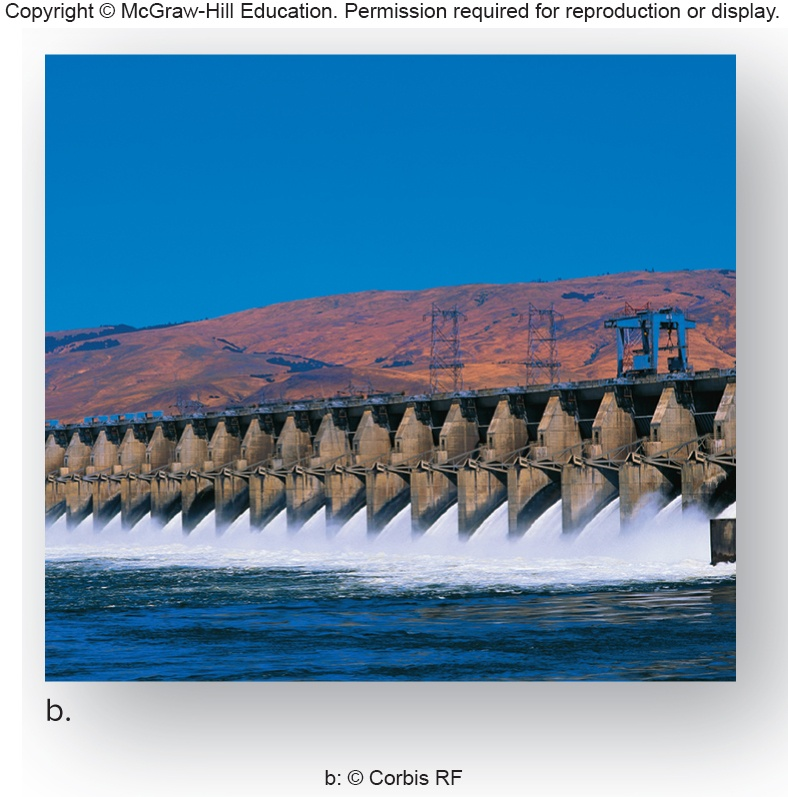 Copyright © McGraw-Hill Education. Permission required for reproduction or display.
b.
b: © Corbis RF